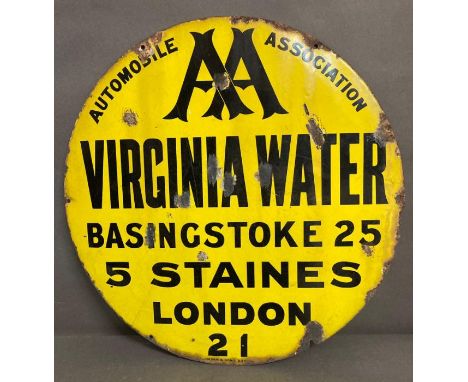 AUTOMOBILE AA ASSOCIATION
VIRGINIA WATER
BASINGSTOKE 25
5 STAINES
LONDON
21